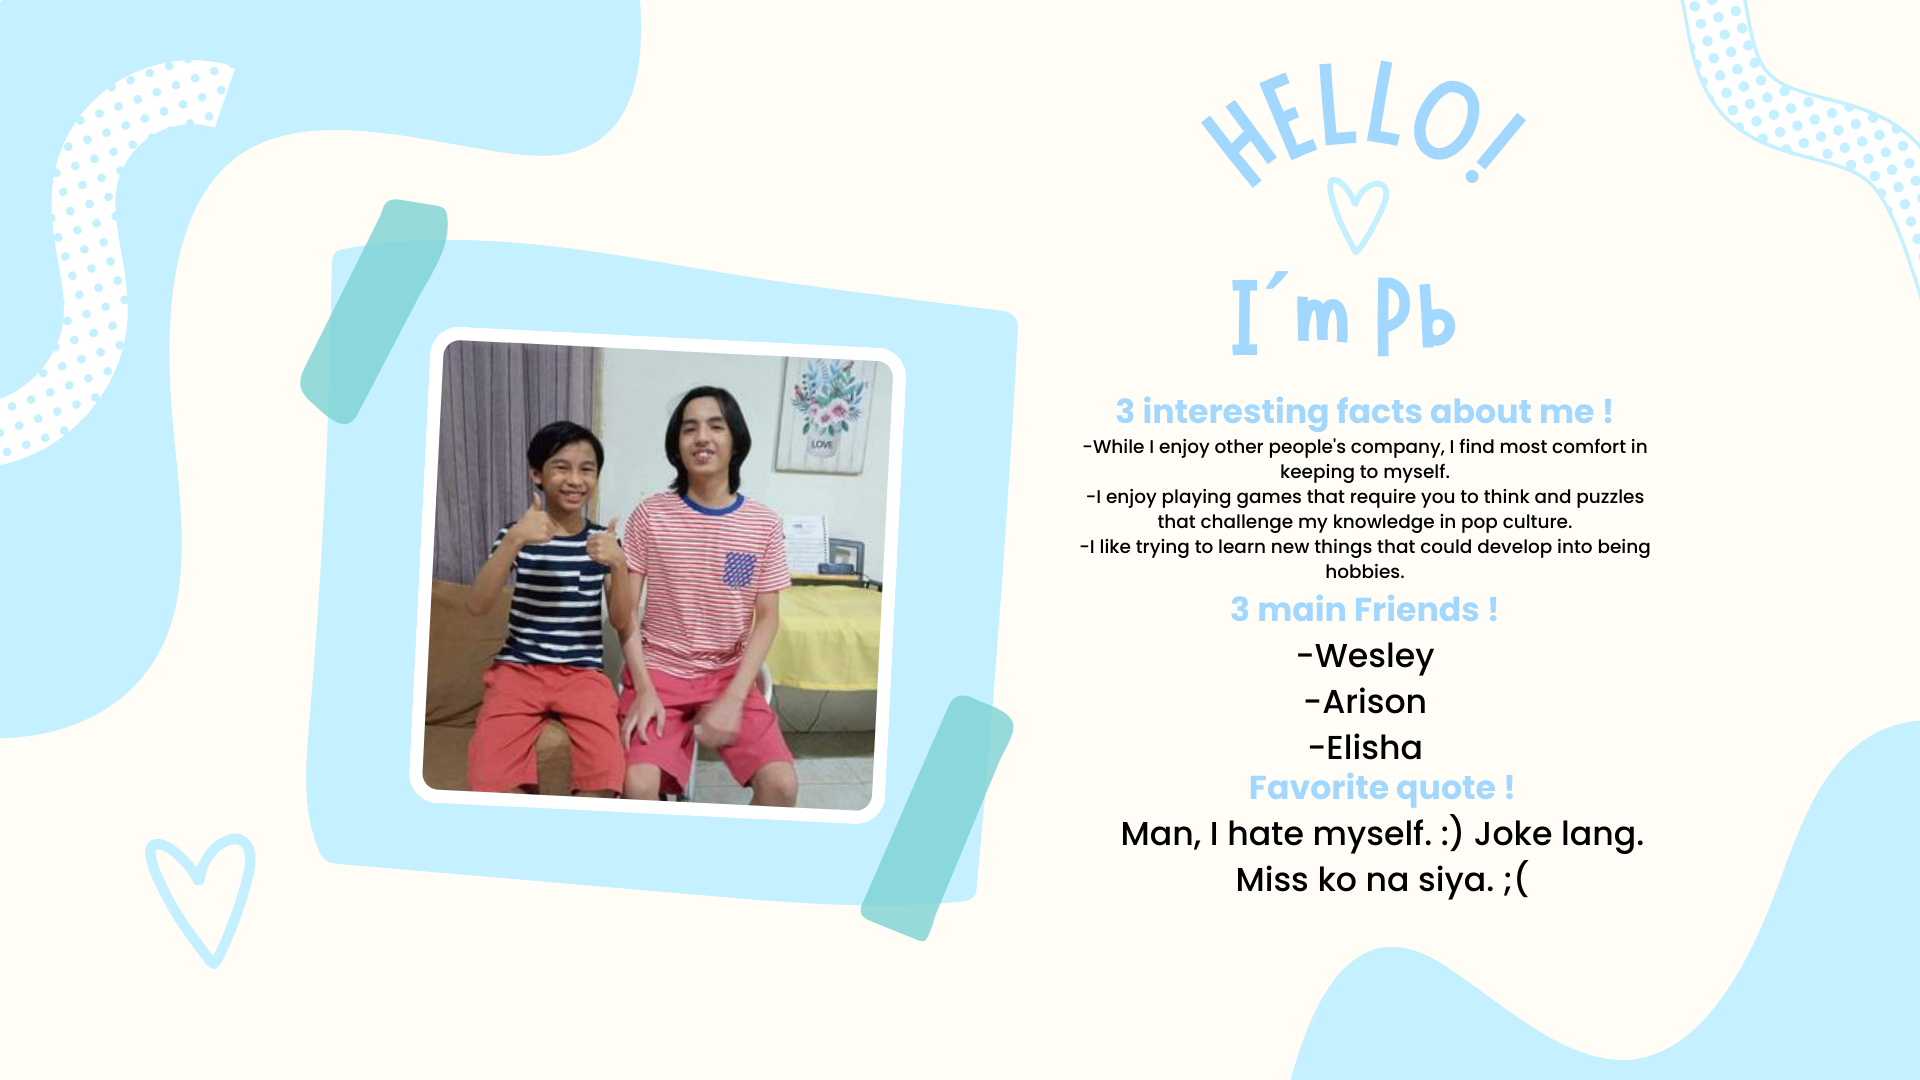 HELLO!
I´m Pb
LOVE
3 interesting facts about me !
-While I enjoy other people's company, I find most comfort in
keeping to myself.
-I enjoy playing games that require you to think and puzzles
that challenge my knowledge in pop culture.
-I like trying to learn new things that could develop into being
hobbies.
3 main Friends !
-Wesley
-Arison
-Elisha
Favorite quote !
Man, I hate myself. :) Joke lang.
Miss ko na siya. ;(